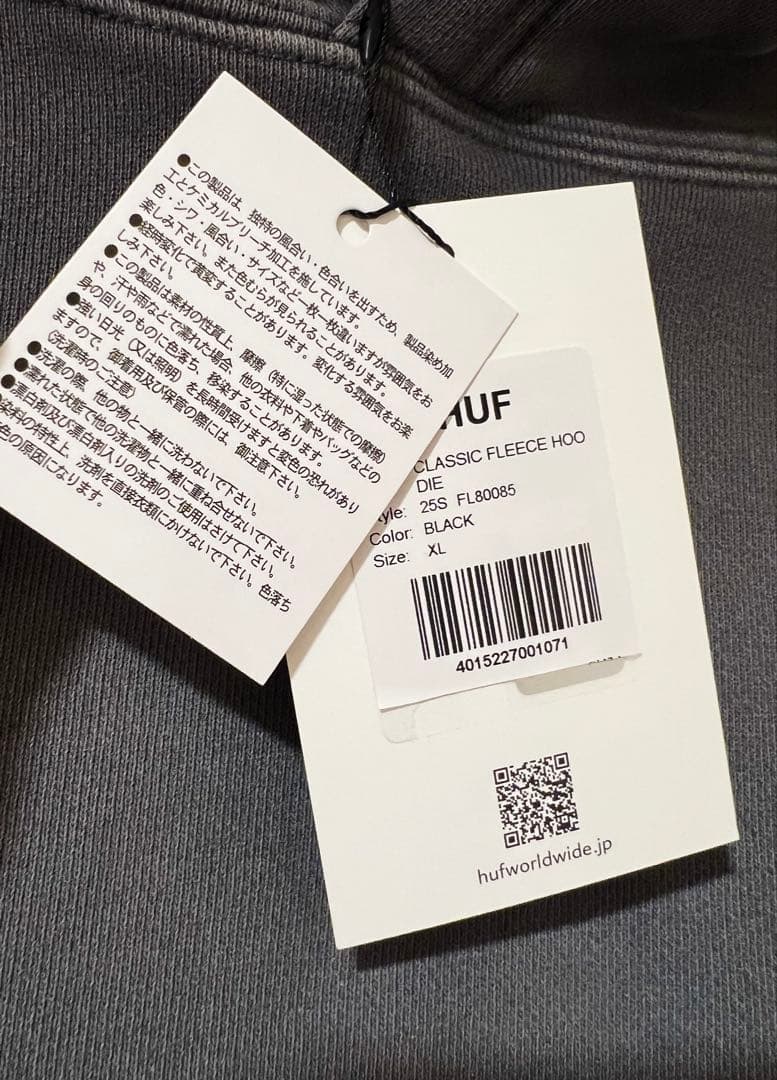 ●この製品は、独特の風合い・色合いを出すため、製品染め加
工とケミカルブリーチ加工を施しています。
色・シワ・風合い・サイズなど一枚一枚違いますが雰囲気をお
楽しみ下さい。また色むらが見られることがあります。
●経時変化で黄変することがあります。変化する雰囲気をお楽
しみ下さい。
●この製品は素材の性質上、摩擦(特に湿った状態での摩擦)
や、汗や雨などで濡れた場合、他の衣料や下着やバッグなどの
身の回りのものに色落ち、移染することがあります。
●強い日光(又は照明)を長時間受けますと変色の恐れがあり
ますので、御着用及び保管の際には、御注意下さい。
(洗濯時のご注意)
●洗濯の際、他の物と一緒に洗わないで下さい。
●濡れた状態で他の洗濯物と一緒に重ね合せないで下さい。
●漂白剤及び漂白剤入りの洗剤のご使用はさけて下さい。
染料の特性上、洗剤を直接衣類にかけないで下さい。色落ち
の原因になります。
HUF
CLASSIC FLEECE HOO
DIE
25S FL80085
Color: BLACK
Size: XL
4015227001071
hufworldwide.jp